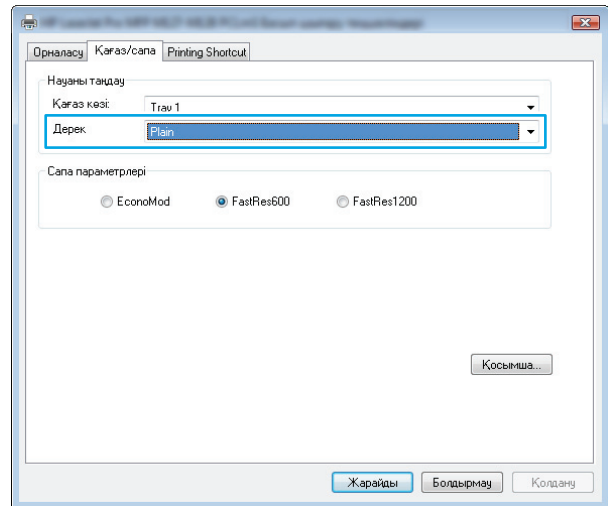 Орналасу Қағаз/сапа Printing Shortcut
Науаны таңдау
Қағаз көзі: Tray 1
Дерек Plain
Сапа параметрлері
EconoMod FastRes600 FastRes1200
Қосымша...
Жарайды Болдырмау Қолдану